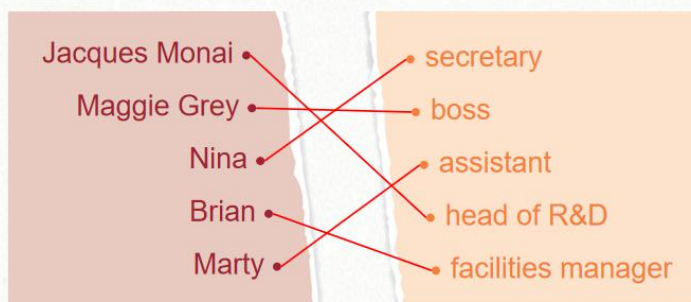 Jacques Monai
Maggie Grey
Nina
Brian
Marty
secretary
boss
assistant
head of R&D
facilities manager